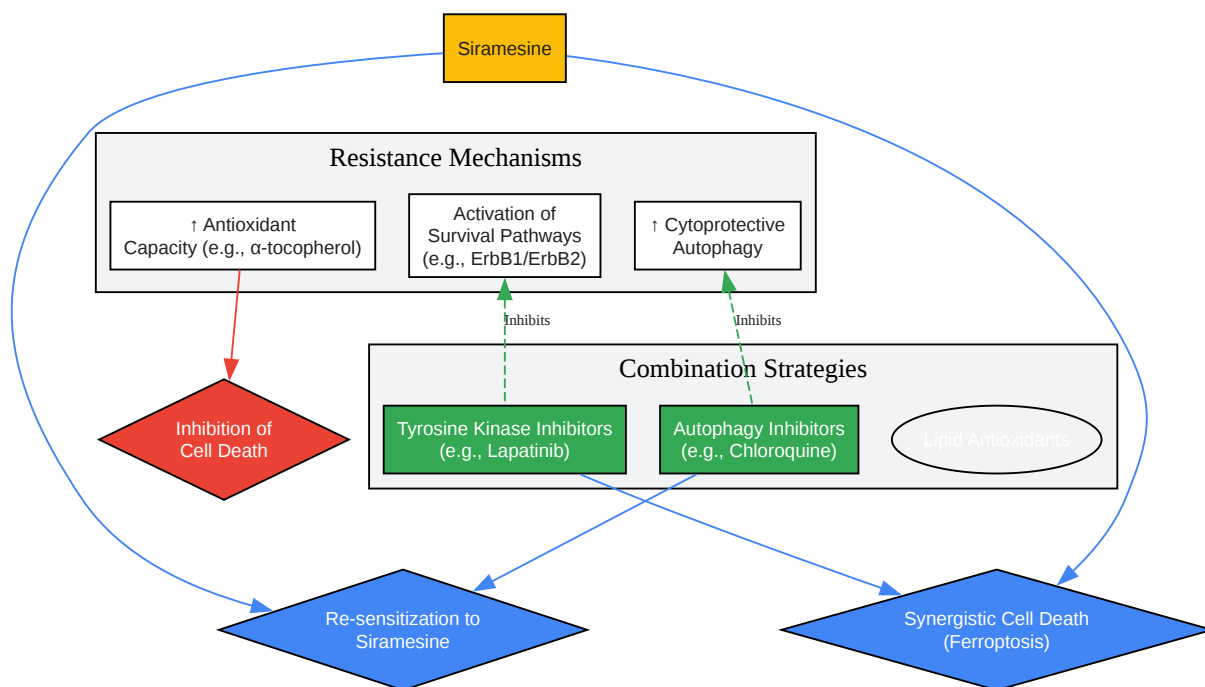 Siramesine
Resistance Mechanisms
↑ Antioxidant
Capacity (e.g., α-tocopherol)
Activation of
Survival Pathways
(e.g., ErbB1/ErbB2)
↑ Cytoprotective
Autophagy
Inhibits
Inhibits
Combination Strategies
Inhibition of
Cell Death
Tyrosine Kinase Inhibitors
(e.g., Lapatinib)
Autophagy Inhibitors
(e.g., Chloroquine)
Lipid Antioxidants
Re-sensitization to
Siramesine
Synergistic Cell Death
(Ferroptosis)